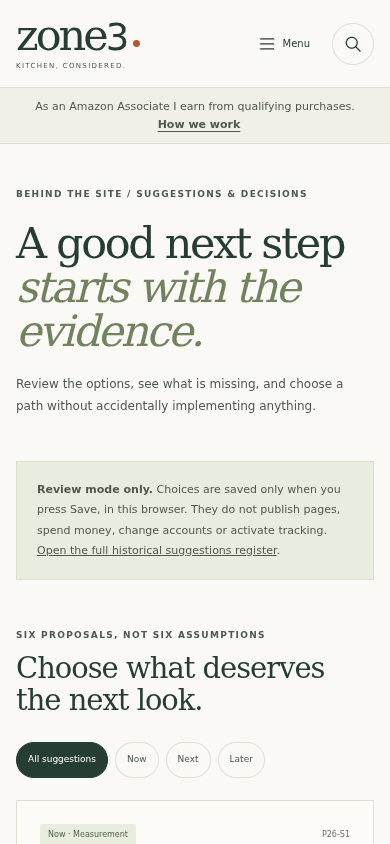 zone3
KITCHEN, CONSIDERED.
Menu
As an Amazon Associate I earn from qualifying purchases.
How we work
BEHIND THE SITE / SUGGESTIONS & DECISIONS
A good next step
starts with the
evidence.
Review the options, see what is missing, and choose a
path without accidentally implementing anything.
Review mode only. Choices are saved only when you
press Save, in this browser. They do not publish pages,
spend money, change accounts or activate tracking.
Open the full historical suggestions register.
SIX PROPOSALS, NOT SIX ASSUMPTIONS
Choose what deserves
the next look.
All suggestions
Now
Next
Later
Now · Measurement
P26-S1